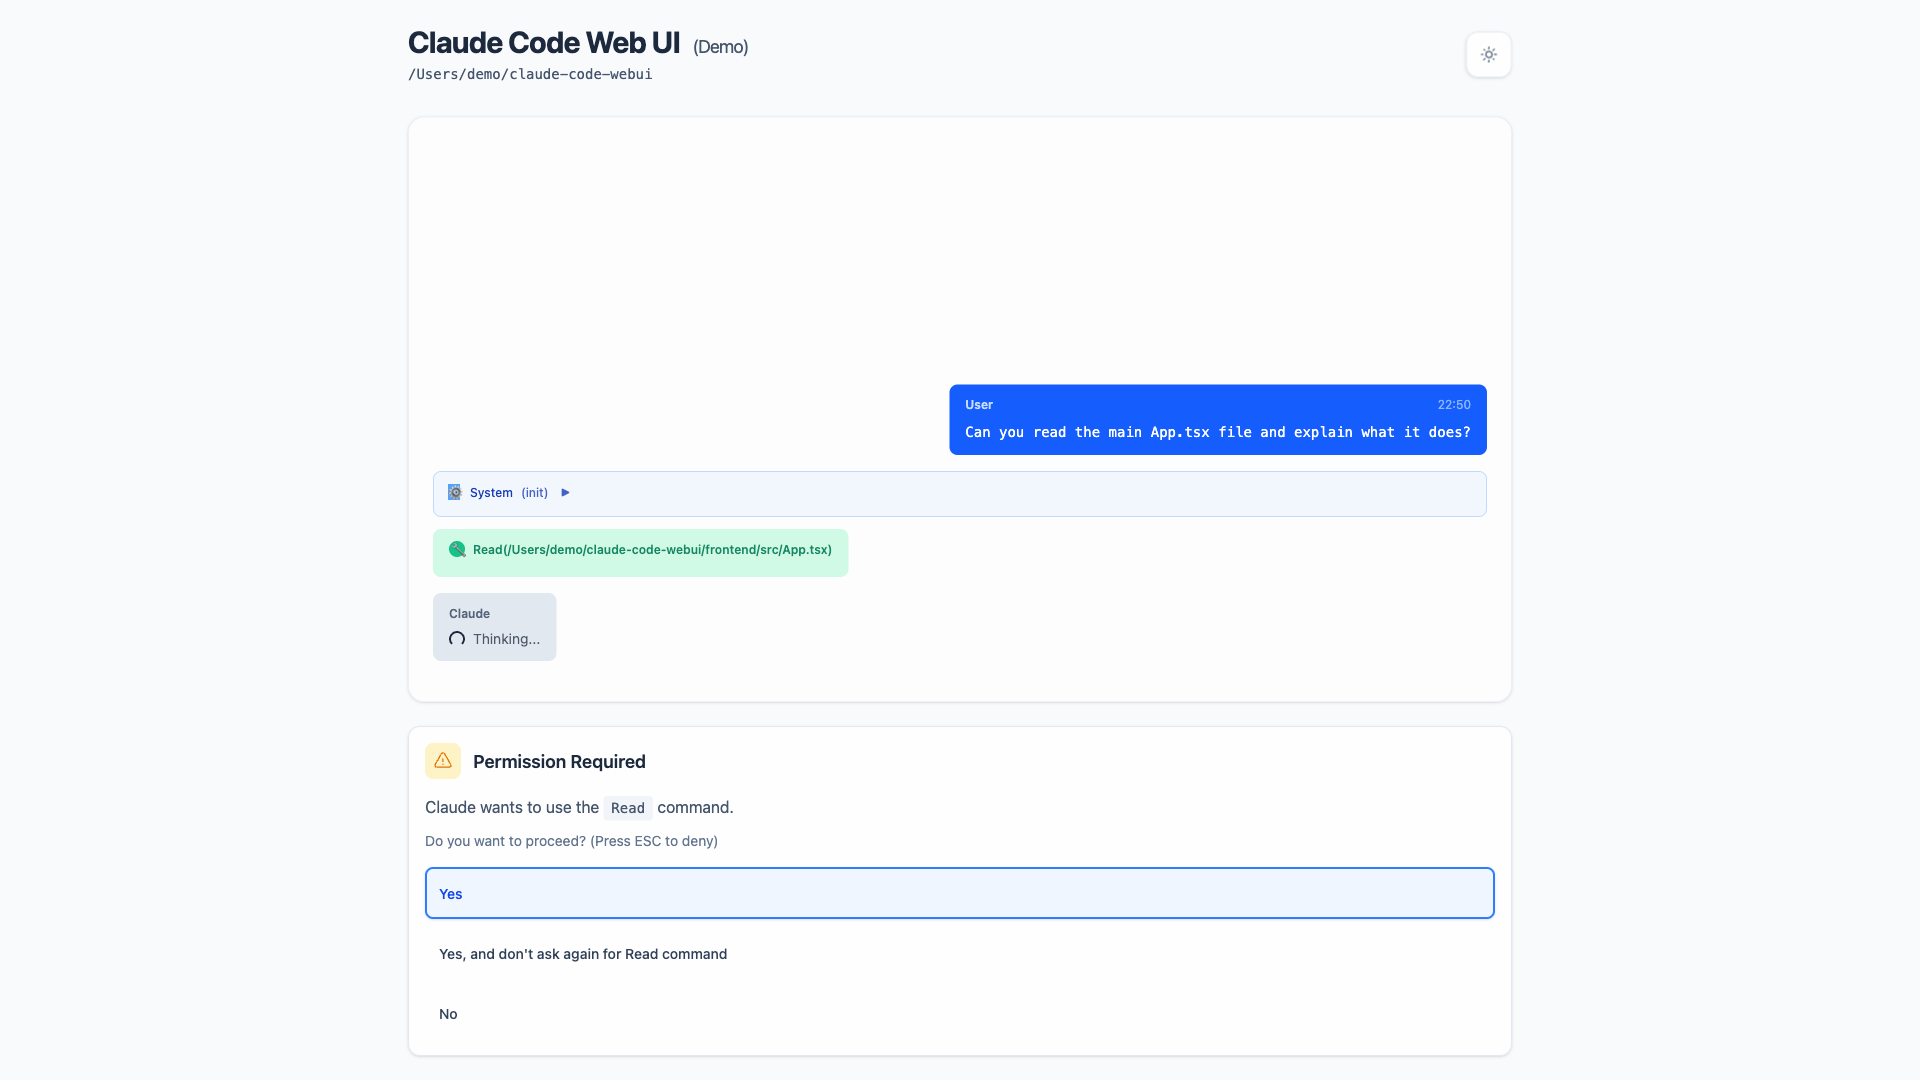 Claude Code Web UI (Demo)
/Users/demo/claude-code-webui
User 22:50
Can you read the main App.tsx file and explain what it does?
System (init)
Read(/Users/demo/claude-code-webui/frontend/src/App.tsx)
Claude
Thinking...
Permission Required
Claude wants to use the Read command.
Do you want to proceed? (Press ESC to deny)
Yes
Yes, and don't ask again for Read command
No